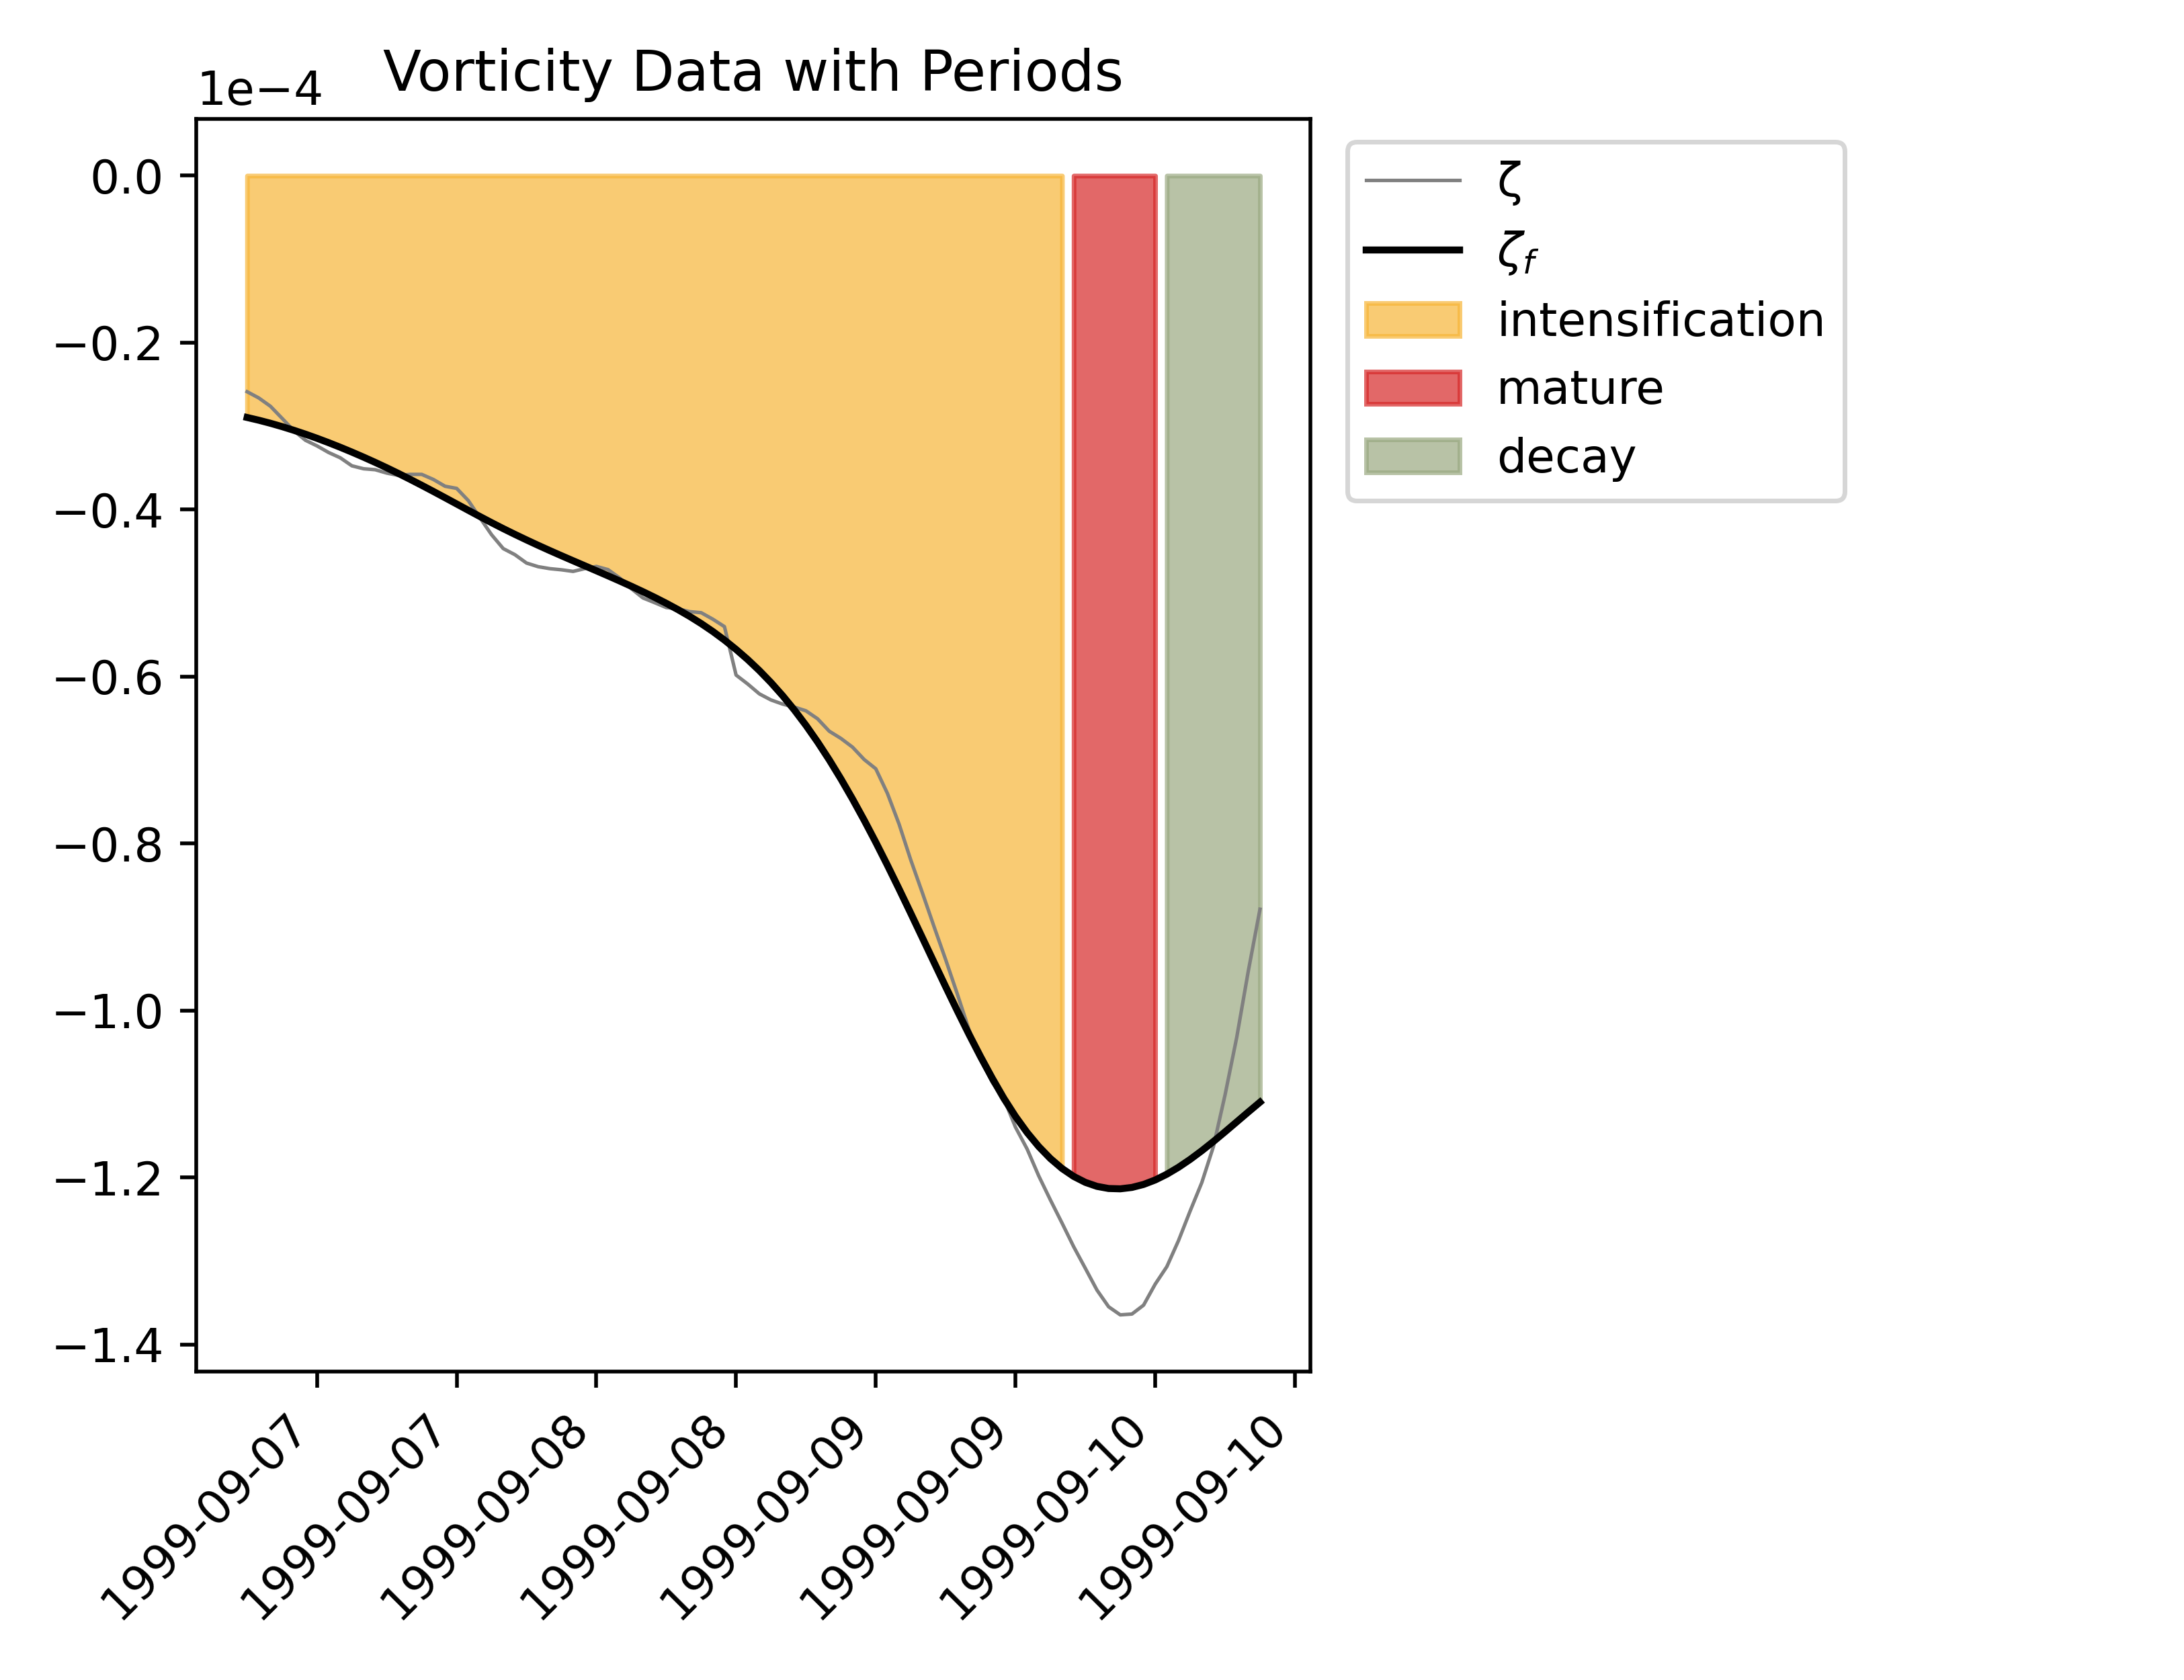 Vorticity Data with Periods
1e−4
0.0
−0.2
−0.4
−0.6
−0.8
−1.0
−1.2
−1.4
1999-09-07
1999-09-07
1999-09-08
1999-09-08
1999-09-09
1999-09-09
1999-09-10
1999-09-10
ζ
ζf
intensification
mature
decay